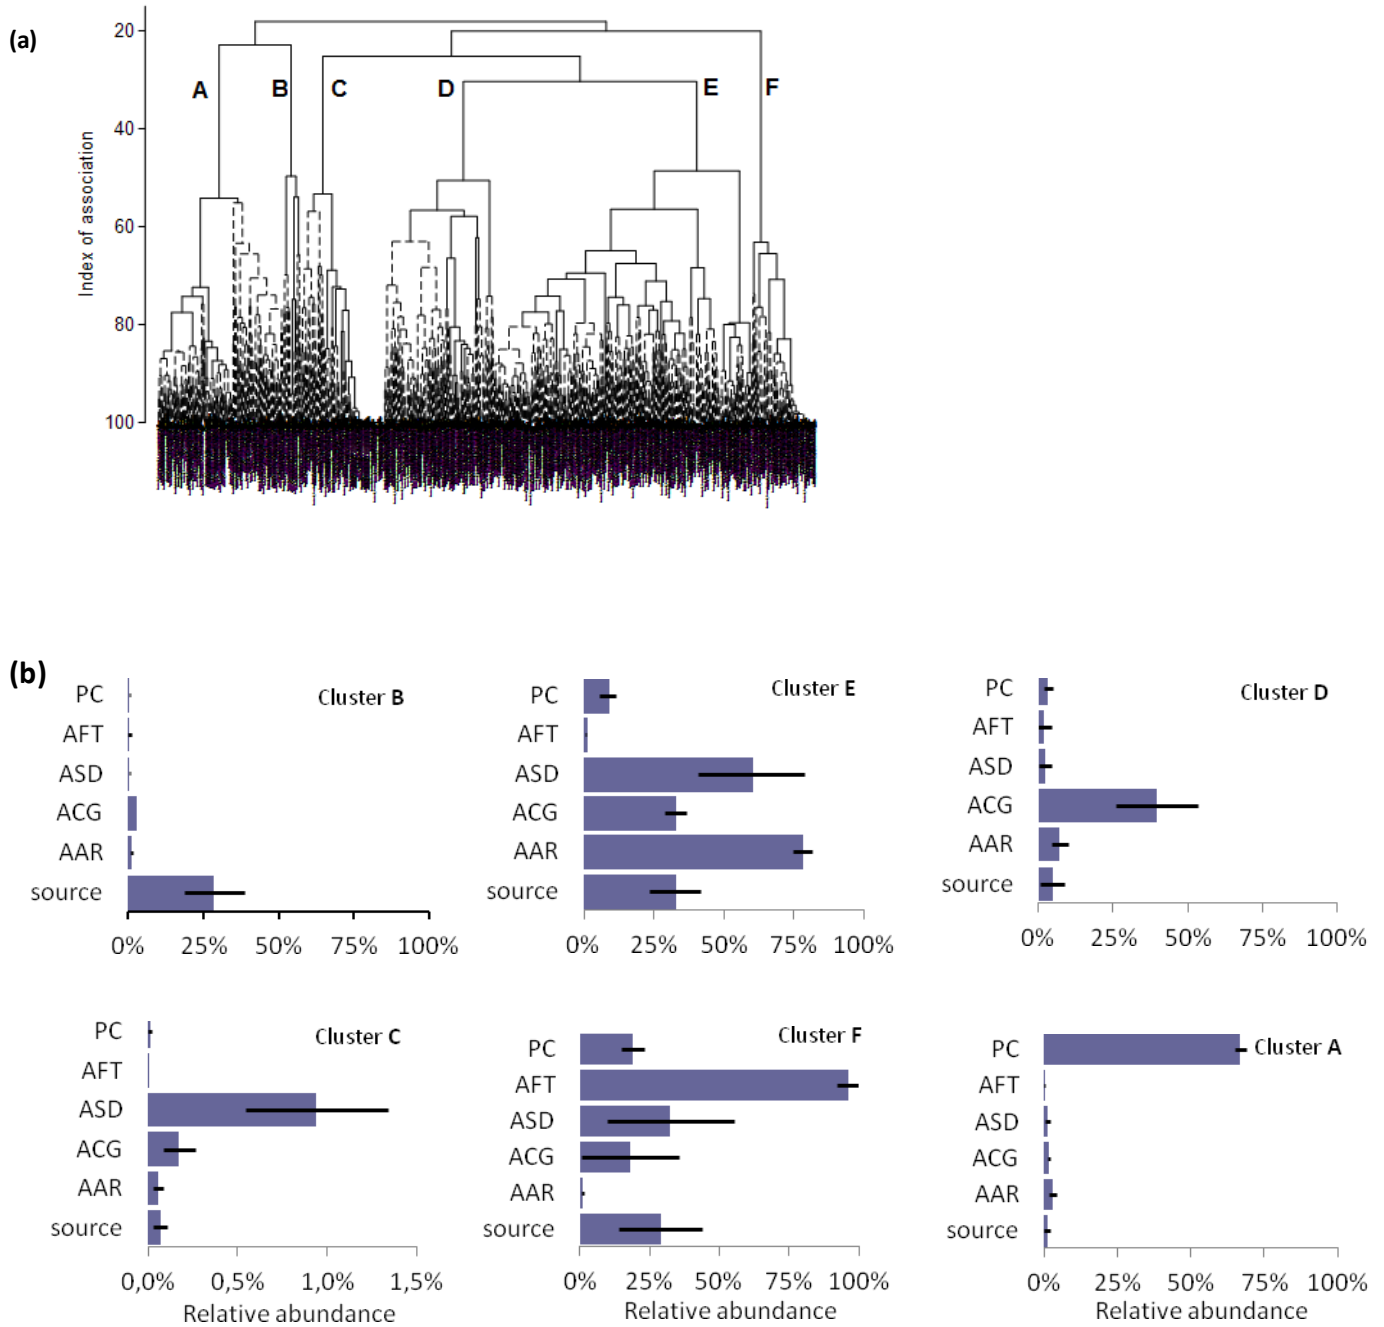 (a)
Index of association
20
40
60
80
100
A
B
C
D
E
F
(b)
Cluster B
PC
AFT
ASD
ACG
AAR
source
0% 25% 50% 75% 100%
Cluster E
PC
AFT
ASD
ACG
AAR
source
0% 25% 50% 75% 100%
Cluster D
PC
AFT
ASD
ACG
AAR
source
0% 25% 50% 75% 100%
Cluster C
PC
AFT
ASD
ACG
AAR
source
0,0% 0,5% 1,0% 1,5%
Relative abundance
Cluster F
PC
AFT
ASD
ACG
AAR
source
0% 25% 50% 75% 100%
Relative abundance
Cluster A
PC
AFT
ASD
ACG
AAR
source
0% 25% 50% 75% 100%
Relative abundance